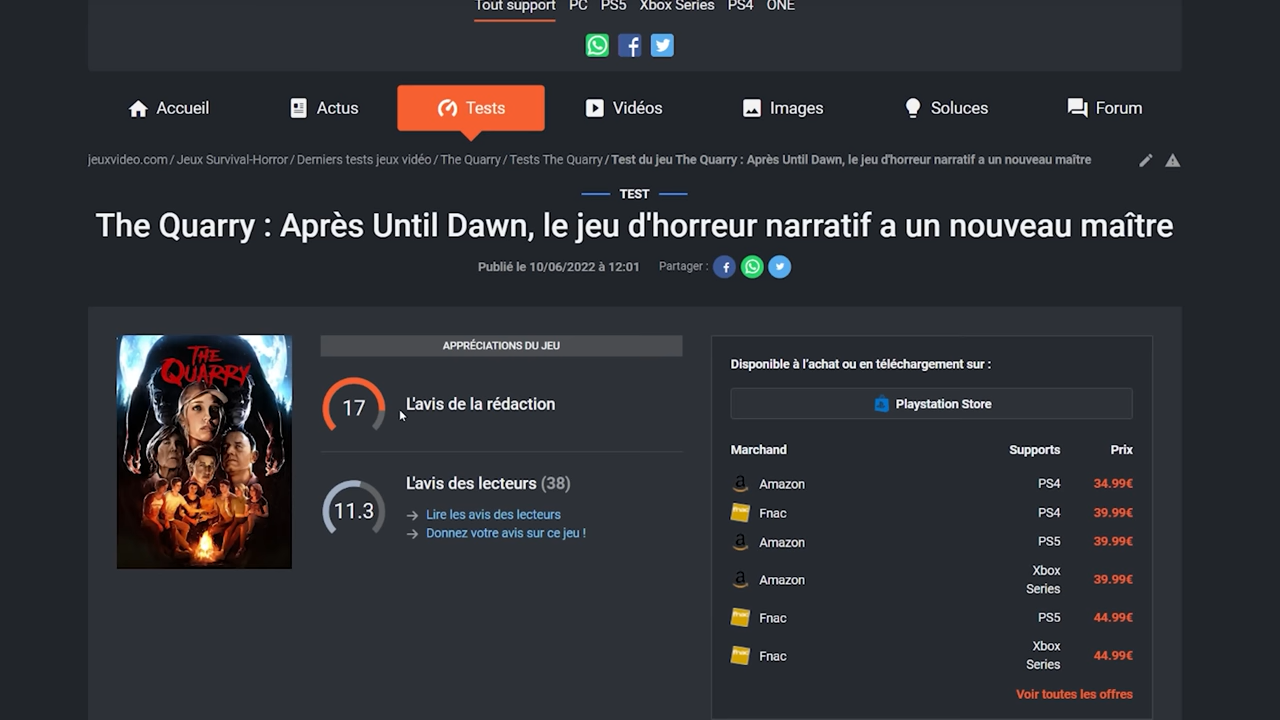 Tout support PC PS5 Xbox Series PS4 ONE
Accueil Actus Tests Vidéos Images Soluces Forum
jeuxvideo.com / Jeux Survival-Horror / Derniers tests jeux vidéo / The Quarry / Tests The Quarry / Test du jeu The Quarry : Après Until Dawn, le jeu d'horreur narratif a un nouveau maître
TEST
The Quarry : Après Until Dawn, le jeu d'horreur narratif a un nouveau maître
Publié le 10/06/2022 à 12:01 Partager :
THE
QUARRY
APPRÉCIATIONS DU JEU
17 L'avis de la rédaction
11.3 L'avis des lecteurs (38)
→ Lire les avis des lecteurs
→ Donnez votre avis sur ce jeu !
Disponible à l'achat ou en téléchargement sur :
Playstation Store
Marchand Supports Prix
Amazon PS4 34.99€
Fnac PS4 39.99€
Amazon PS5 39.99€
Amazon Xbox Series 39.99€
Fnac PS5 44.99€
Fnac Xbox Series 44.99€
Voir toutes les offres